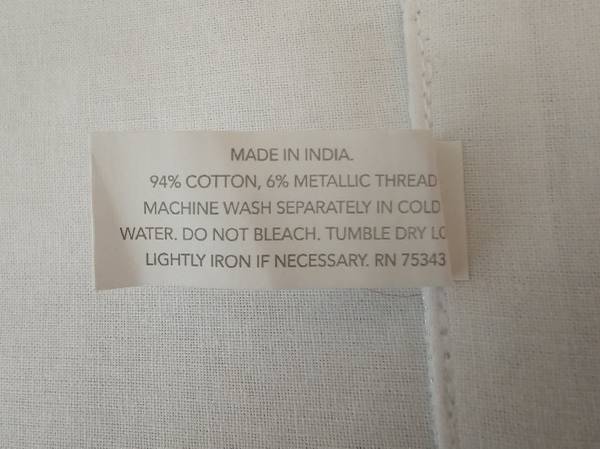 MADE IN INDIA.
94% COTTON, 6% METALLIC THREAD
MACHINE WASH SEPARATELY IN COLD
WATER. DO NOT BLEACH. TUMBLE DRY
LIGHTLY IRON IF NECESSARY. RN 75343